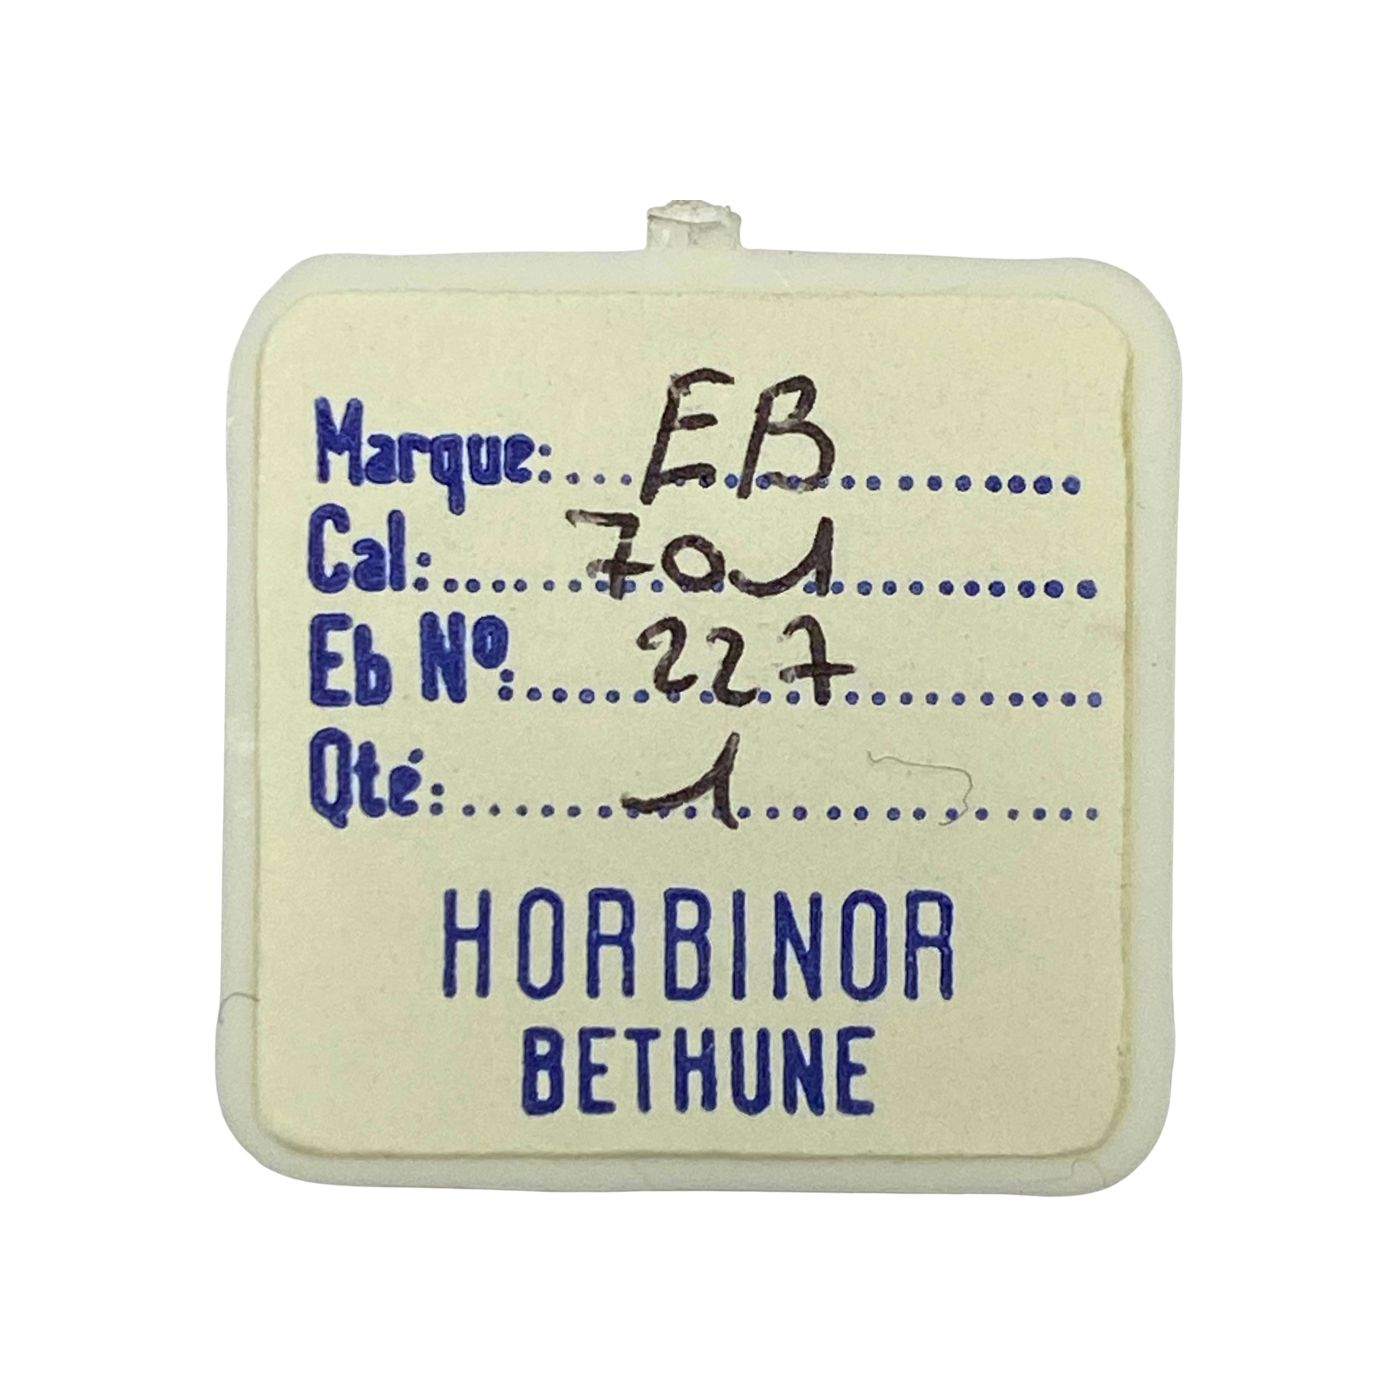 Marque: EB
Cal: 701
Eb Nº: 227
Qté: 1
HORBINOR
BETHUNE